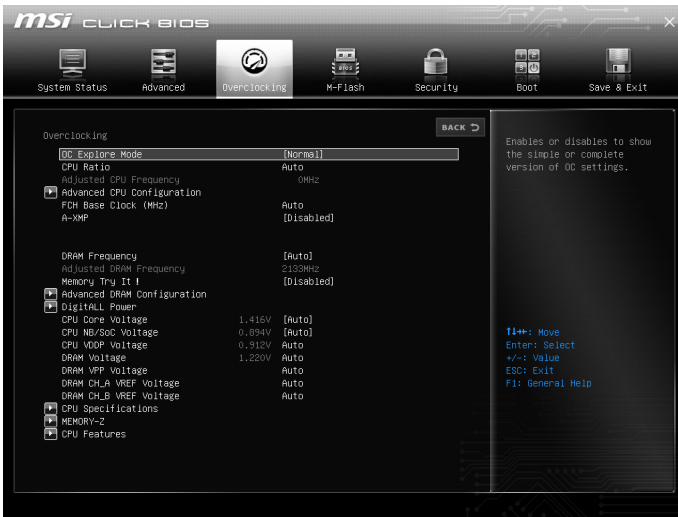 msi CLICK BIOS
×
System Status Advanced Overclocking M-Flash Security Boot Save & Exit
BIOS
BACK
Overclocking
OC Explore Mode [Normal]
CPU Ratio Auto
Adjusted CPU Frequency 0MHz
Advanced CPU Configuration
FCH Base Clock (MHz) Auto
A-XMP [Disabled]
DRAM Frequency [Auto]
Adjusted DRAM Frequency 2133MHz
Memory Try It ! [Disabled]
Advanced DRAM Configuration
DigitALL Power
CPU Core Voltage 1.416V [Auto]
CPU NB/SoC Voltage 0.894V [Auto]
CPU VDDP Voltage 0.912V Auto
DRAM Voltage 1.220V Auto
DRAM VPP Voltage Auto
DRAM CH_A VREF Voltage Auto
DRAM CH_B VREF Voltage Auto
CPU Specifications
MEMORY-Z
CPU Features
Enables or disables to show
the simple or complete
version of OC settings.
↑↓→←: Move
Enter: Select
+/-: Value
ESC: Exit
F1: General Help